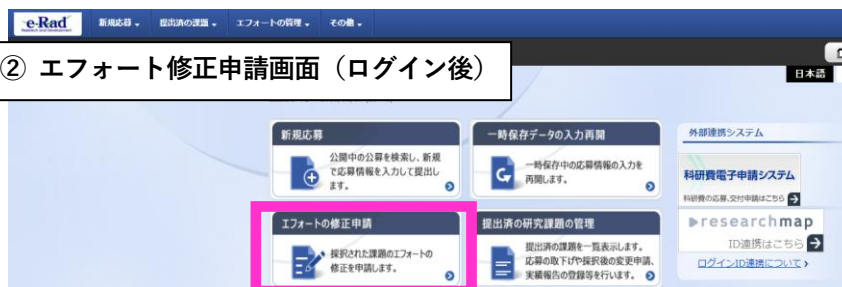 e-Rad
新規応募
提出済の課題
エフォートの管理
その他
② エフォート修正申請画面（ログイン後）
日本語
新規応募
公開中の公募を検索し、新規
で応募情報を入力して提出し
ます。
一時保存データの入力再開
一時保存中の応募情報の入力を
再開します。
外部連携システム
科研費電子申請システム
科研費の応募、交付申請はこちら
エフォートの修正申請
採択された課題のエフォートの
修正を申請します。
提出済の研究課題の管理
提出済の課題を一覧表示します。
応募の取下げや採択後の変更申請、
実績報告の登録等を行います。
researchmap
ID連携はこちら
ログインID連携について